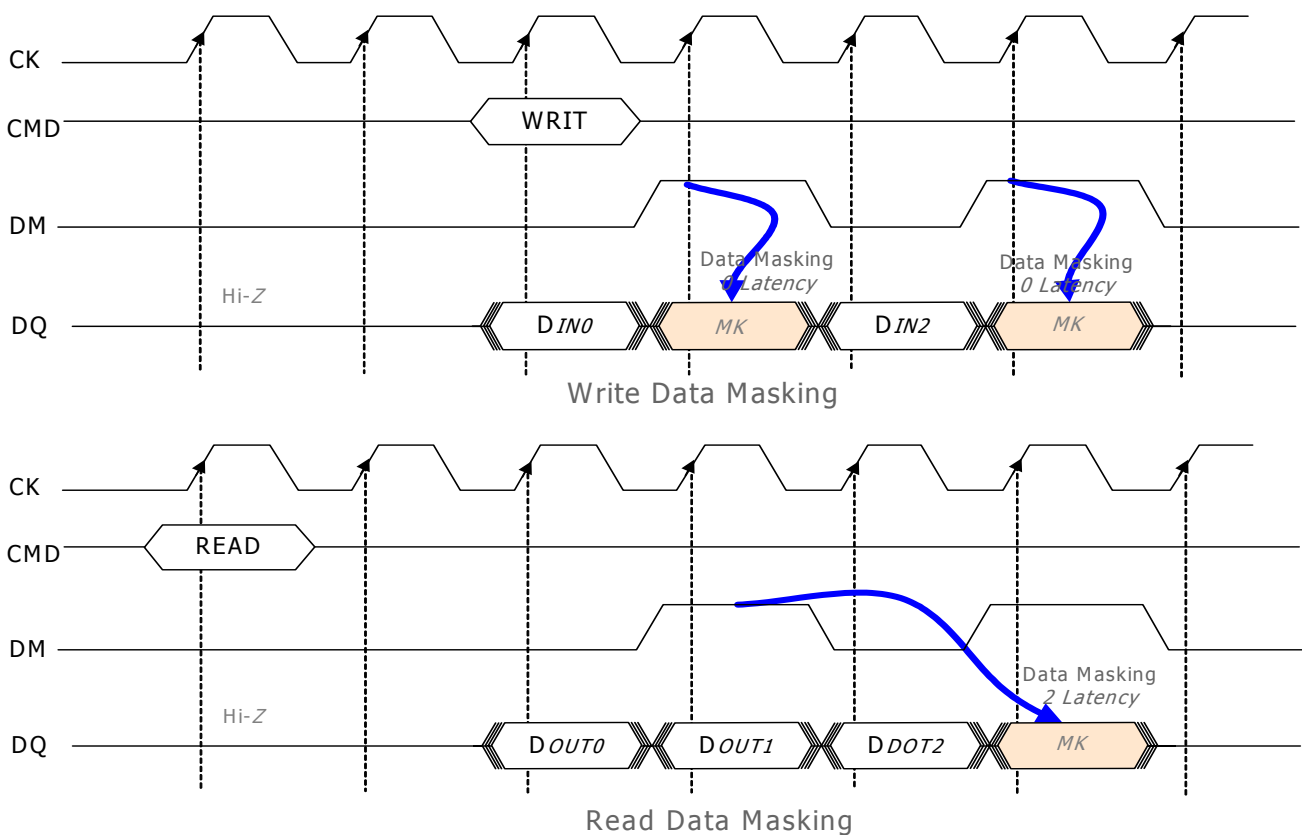 CK
CMD
WRIT
DM
Data Masking
0 Latency
Data Masking
0 Latency
Hi-Z
DQ
DIN0
MK
DIN2
MK
Write Data Masking
CK
CMD
READ
DM
Data Masking
2 Latency
Hi-Z
DQ
DOUT0
DOUT1
DDOT2
MK
Read Data Masking